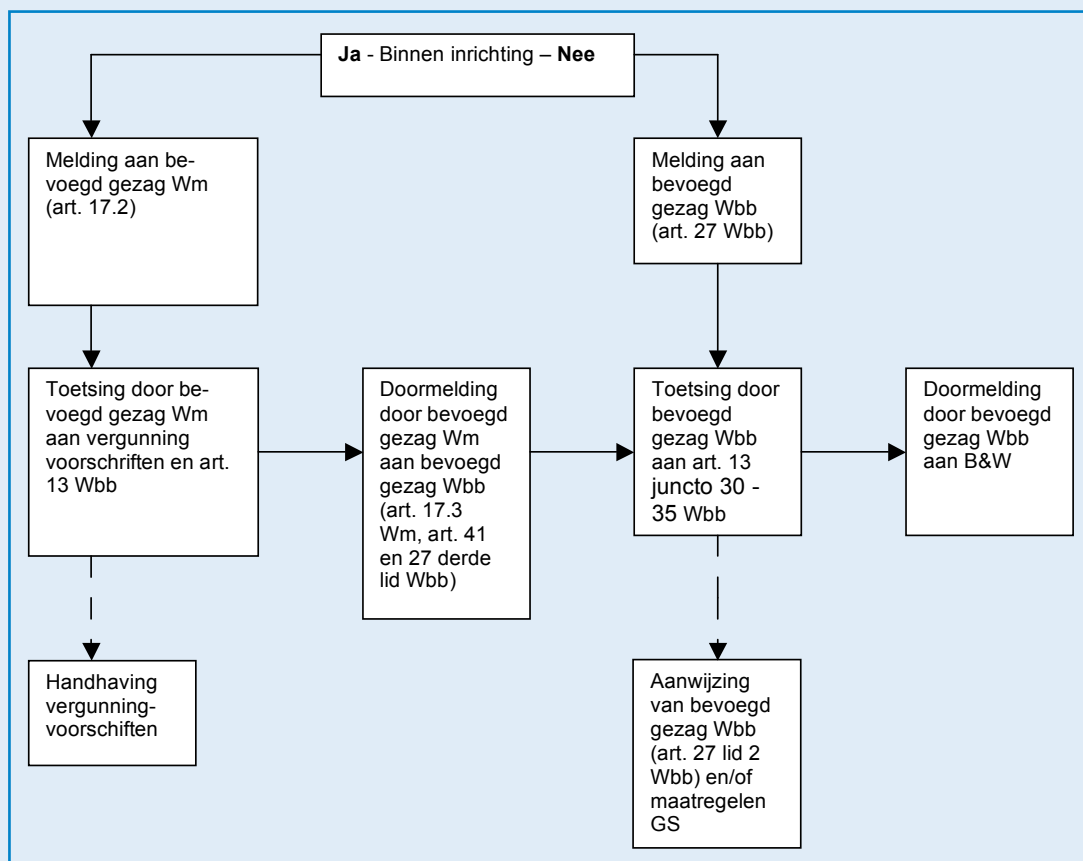 Ja - Binnen inrichting – Nee
Melding aan be-
voegd gezag Wm
(art. 17.2)
Melding aan
bevoegd
gezag Wbb
(art. 27 Wbb)
Toetsing door be-
voegd gezag Wm
aan vergunning
voorschriften en art.
13 Wbb
Doormelding
door bevoegd
gezag Wm
aan bevoegd
gezag Wbb
(art. 17.3
Wm, art. 41
en 27 derde
lid Wbb)
Toetsing door
bevoegd
gezag Wbb
aan art. 13
juncto 30 -
35 Wbb
Doormelding
door bevoegd
gezag Wbb
aan B&W
Handhaving
vergunning-
voorschiften
Aanwijzing
van bevoegd
gezag Wbb
(art. 27 lid 2
Wbb) en/of
maatregelen
GS